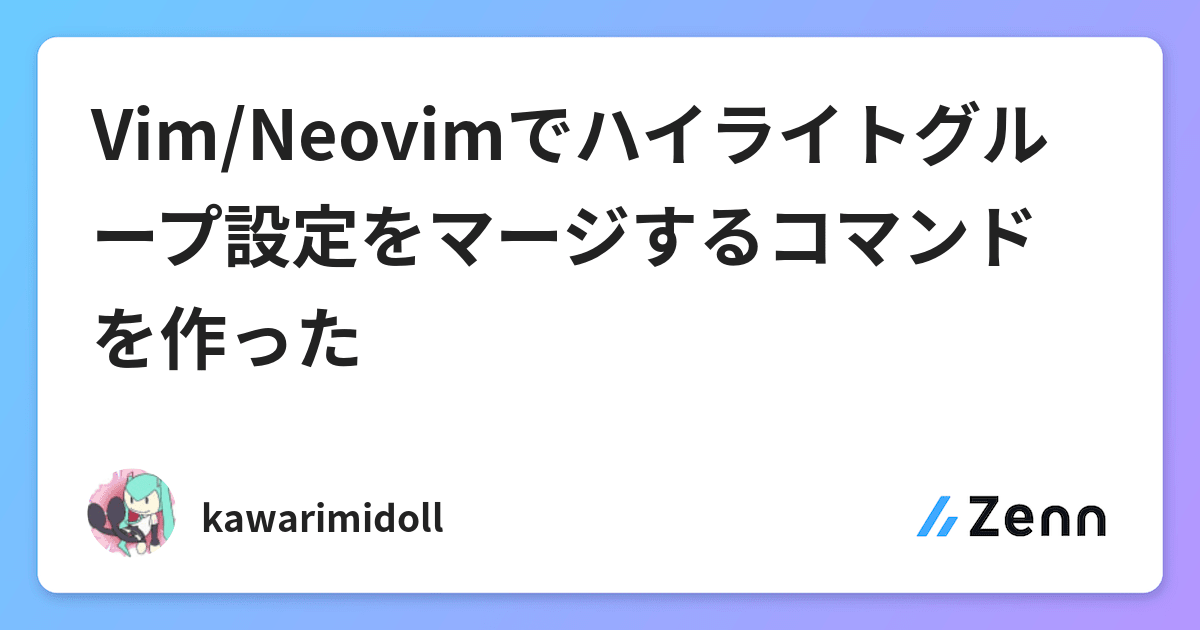 Vim/Neovimでハイライトグル
ープ設定をマージするコマンド
を作った
kawarimidoll
Zenn